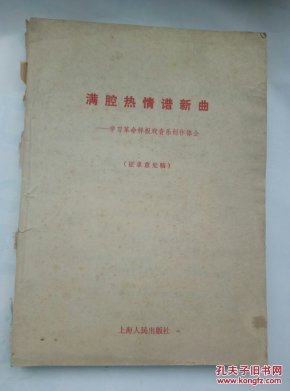 满腔热情谱新曲
——学习革命样板戏音乐创作体会
（征求意见稿）
上海人民出版社
孔夫子旧书网